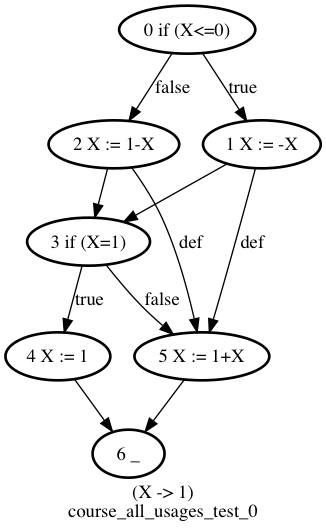 0 if (X<=0)
false
true
2 X := 1-X
1 X := -X
3 if (X=1)
def
def
true
false
4 X := 1
5 X := 1+X
6 _
(X -> 1)
course_all_usages_test_0